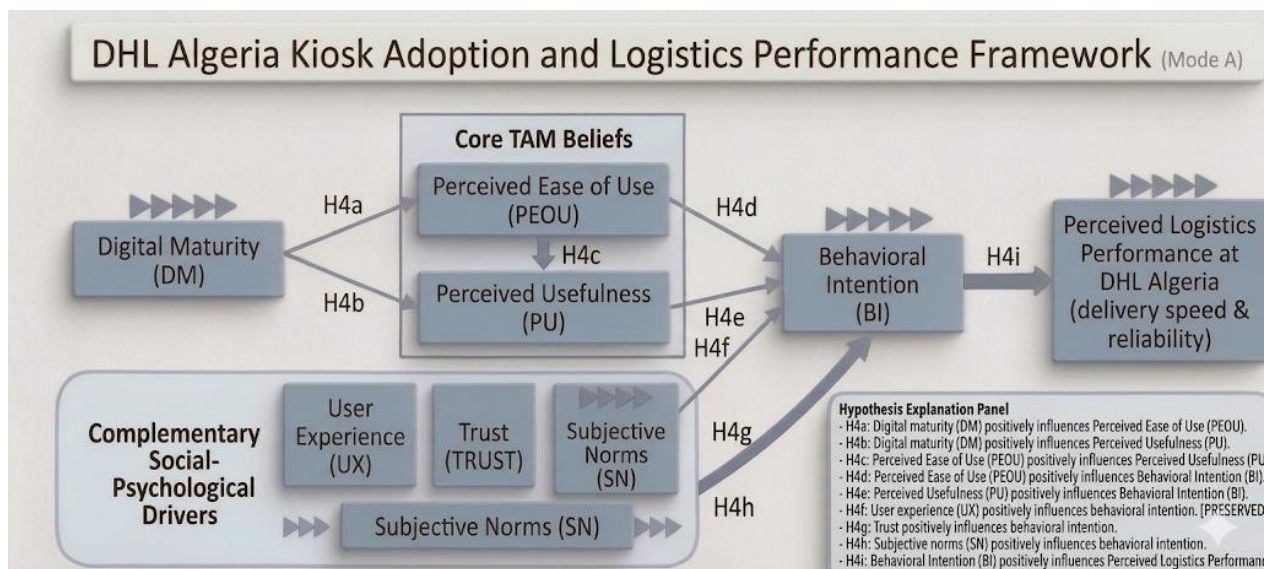 DHL Algeria Kiosk Adoption and Logistics Performance Framework (Mode A)
Core TAM Beliefs
Perceived Ease of Use
(PEOU)
H4a
H4d
Digital Maturity
(DM)
H4c
Behavioral
Intention
(BI)
H4i
Perceived Logistics
Performance at
DHL Algeria
(delivery speed &
reliability)
H4b
Perceived Usefulness
(PU)
H4e
H4f
Complementary
Social-
Psychological
Drivers
User
Experience
(UX)
Trust
(TRUST)
Subjective
Norms
(SN)
H4g
H4h
Subjective Norms (SN)
Hypothesis Explanation Panel
- H4a: Digital maturity (DM) positively influences Perceived Ease of Use (PEOU).
- H4b: Digital maturity (DM) positively influences Perceived Usefulness (PU).
- H4c: Perceived Ease of Use (PEOU) positively influences Perceived Usefulness (PU
- H4d: Perceived Ease of Use (PEOU) positively influences Behavioral Intention (BI).
- H4e: Perceived Usefulness (PU) positively influences Behavioral Intention (BI).
- H4f: User experience (UX) positively influences behavioral intention. [PRESERVED
- H4g: Trust positively influences behavioral intention.
- H4h: Subjective norms (SN) positively influences behavioral intention.
- H4i: Behavioral Intention (BI) positively influences Perceived Logistics Performanc